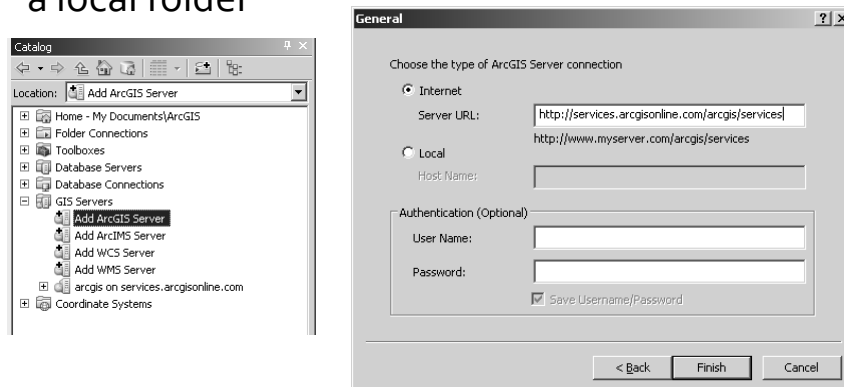 a local folder
Catalog
Location: Add ArcGIS Server
Home - My Documents\ArcGIS
Folder Connections
Toolboxes
Database Servers
Database Connections
GIS Servers
Add ArcGIS Server
Add ArcIMS Server
Add WCS Server
Add WMS Server
arcgis on services.arcgisonline.com
Coordinate Systems
General
Choose the type of ArcGIS Server connection
Internet
Server URL: http://services.arcgisonline.com/arcgis/services
http://www.myserver.com/arcgis/services
Local
Host Name:
Authentication (Optional)
User Name:
Password:
Save Username/Password
< Back Finish Cancel